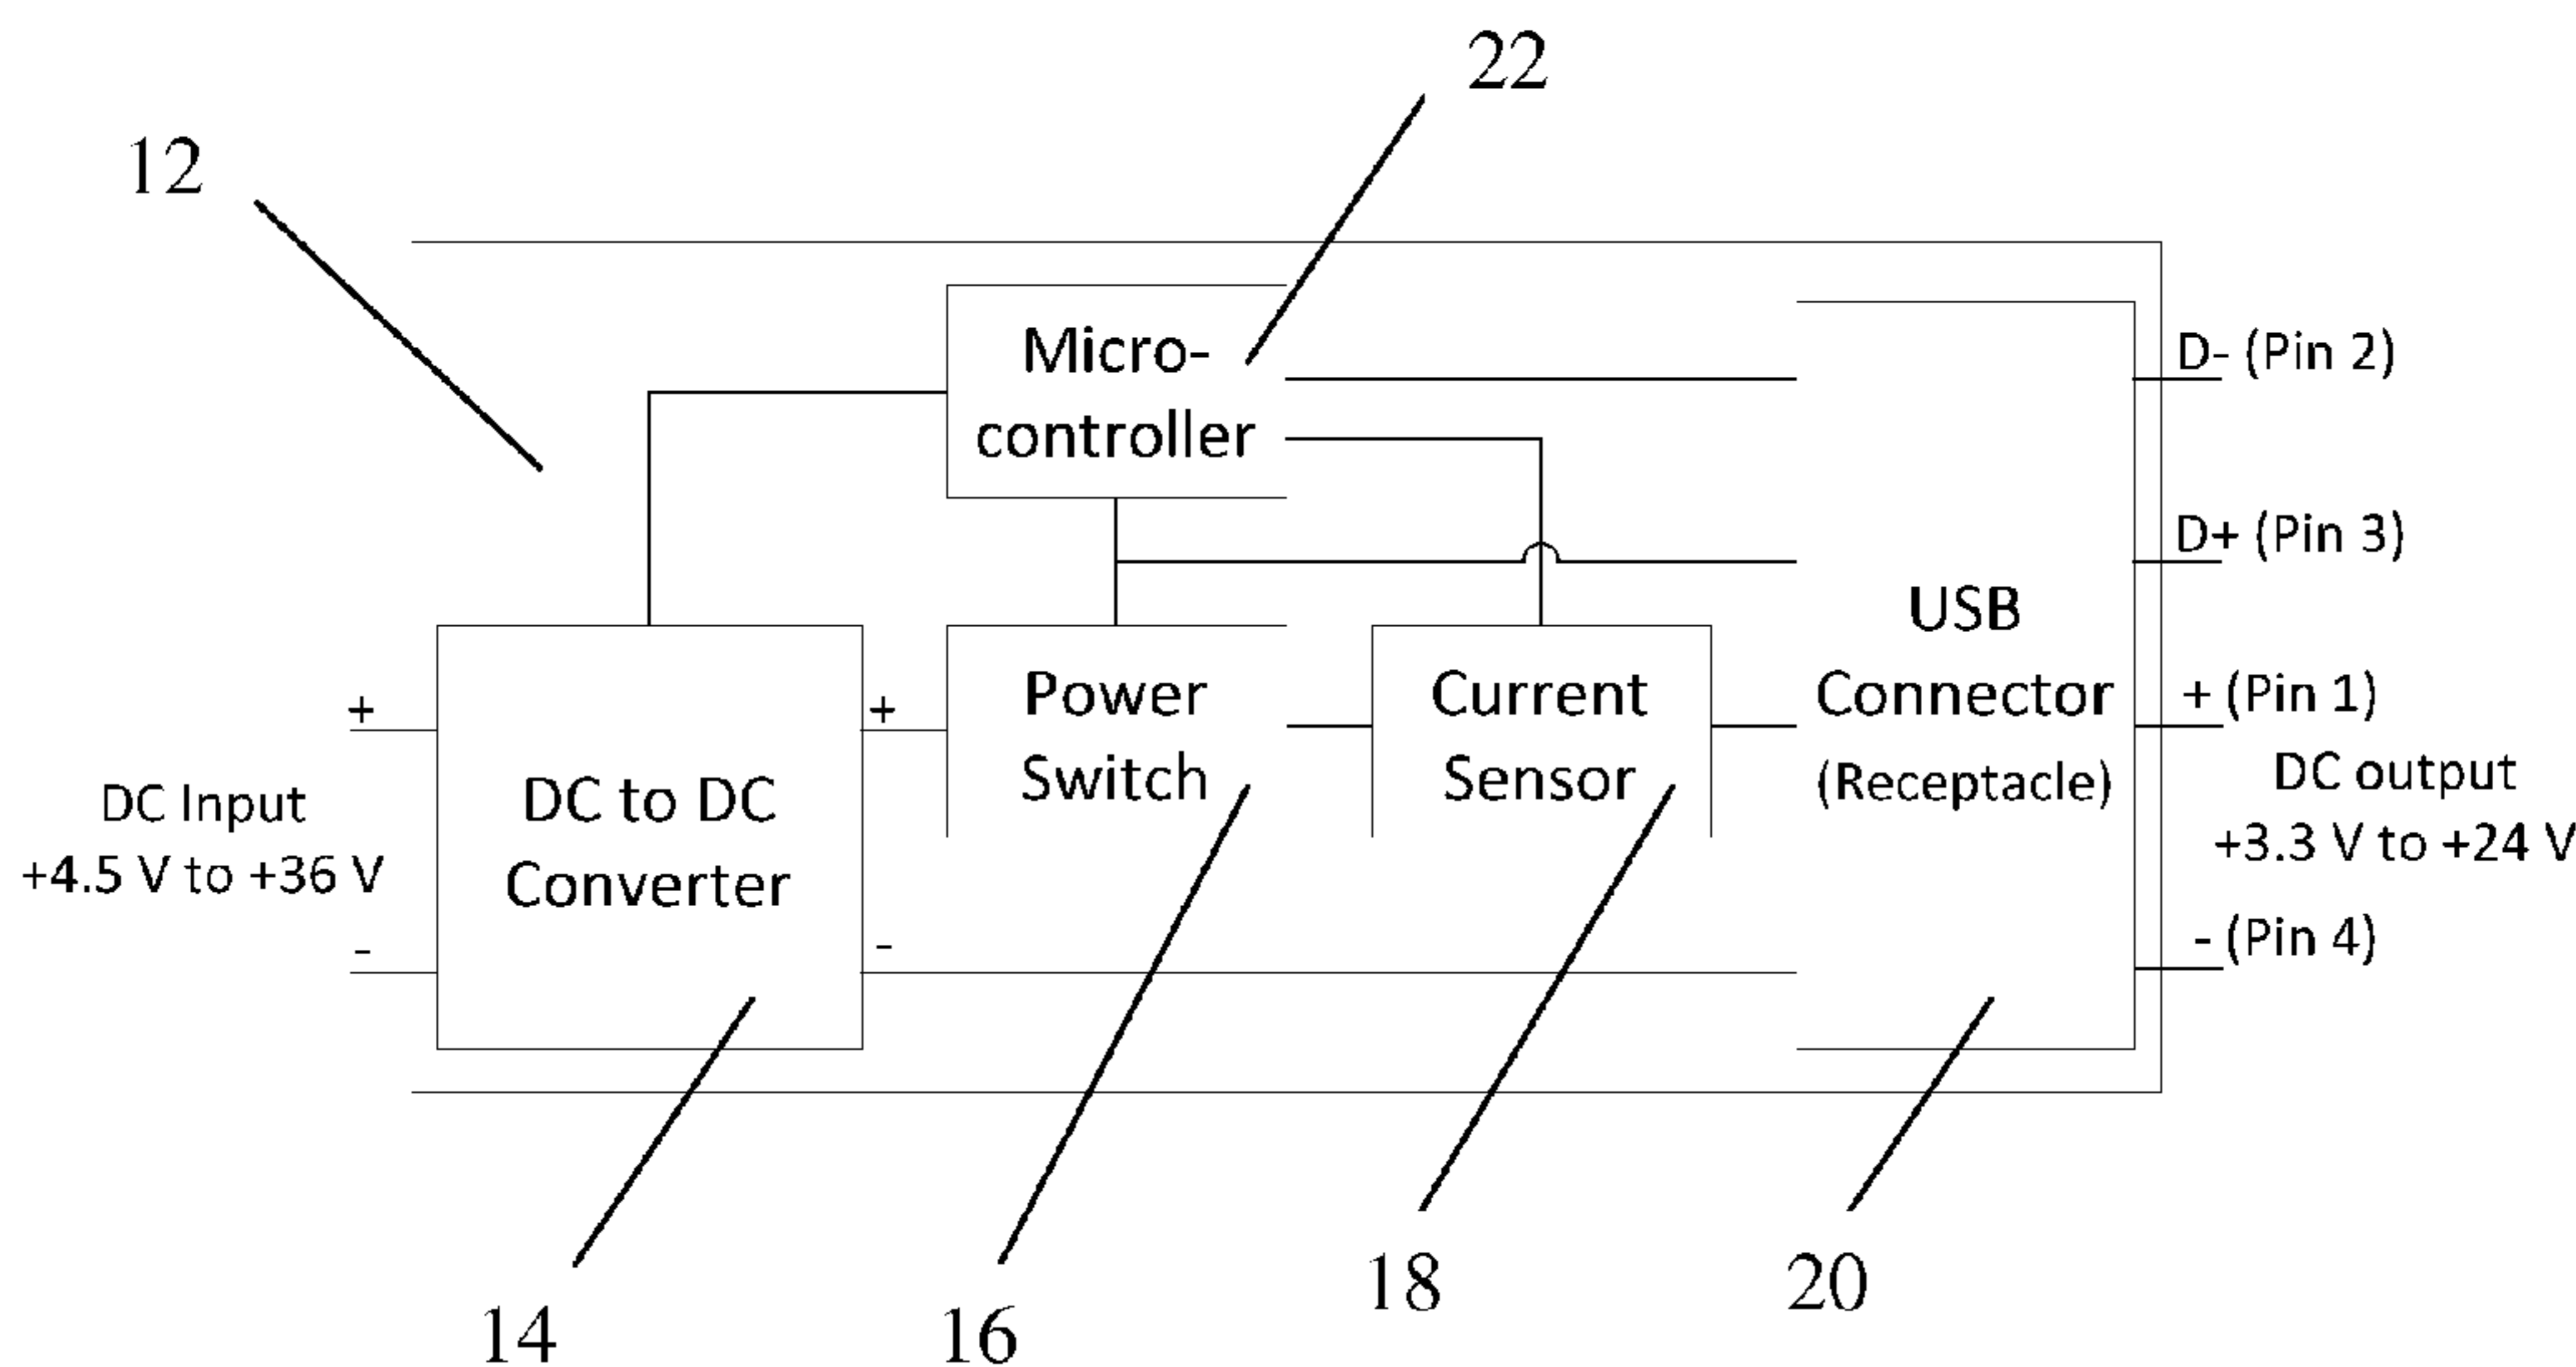 22
12
Micro-
controller
D- (Pin 2)
D+ (Pin 3)
USB
Connector
(Receptacle)
+ (Pin 1)
DC output
+3.3 V to +24 V
- (Pin 4)
+
DC Input
+4.5 V to +36 V
-
DC to DC
Converter
+
-
Power
Switch
Current
Sensor
14
16
18
20